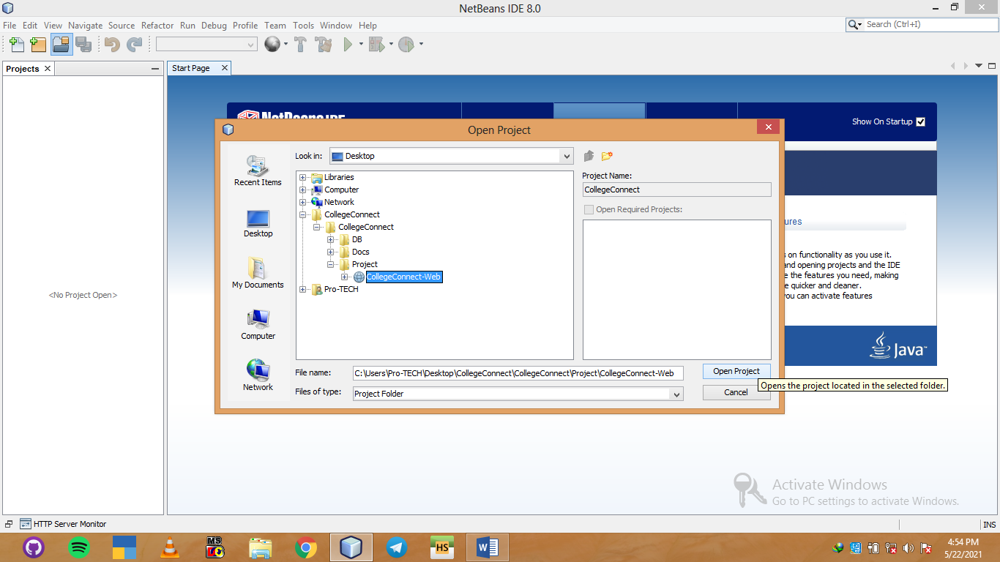 NetBeans IDE 8.0
File Edit View Navigate Source Refactor Run Debug Profile Team Tools Window Help
Search (Ctrl+I)
Projects
Start Page
NetBeans IDE
Show On Startup
Open Project
Look in:
Desktop
Recent Items
Desktop
My Documents
Computer
Network
Libraries
Computer
Network
CollegeConnect
CollegeConnect
DB
Docs
Project
CollegeConnect-Web
Pro-TECH
Project Name:
CollegeConnect
Open Required Projects:
File name:
C:\Users\Pro-TECH\Desktop\CollegeConnect\CollegeConnect\Project\CollegeConnect-Web
Files of type:
Project Folder
Open Project
Cancel
Opens the project located in the selected folder.
<No Project Open>
ures
s on functionality as you use it.
and opening projects and the IDE
e the features you need, making
e quicker and cleaner.
you can activate features
Java™
Activate Windows
Go to PC settings to activate Windows.
HTTP Server Monitor
INS
MS
HS
W
4:54 PM
5/22/2021